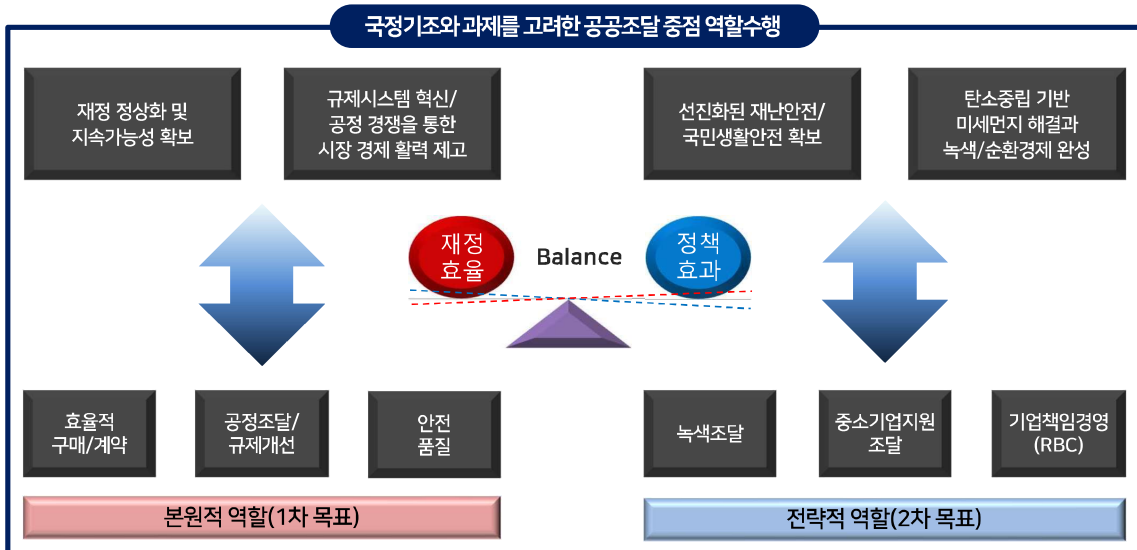 국정기조와 과제를 고려한 공공조달 중점 역할수행
재정 정상화 및
지속가능성 확보
규제시스템 혁신/
공정 경쟁을 통한
시장 경제 활력 제고
선진화된 재난안전/
국민생활안전 확보
탄소중립 기반
미세먼지 해결과
녹색/순환경제 완성
재정
효율
Balance
정책
효과
효율적
구매/계약
공정조달/
규제개선
안전
품질
녹색조달
중소기업지원
조달
기업책임경영
(RBC)
본원적 역할(1차 목표)
전략적 역할(2차 목표)